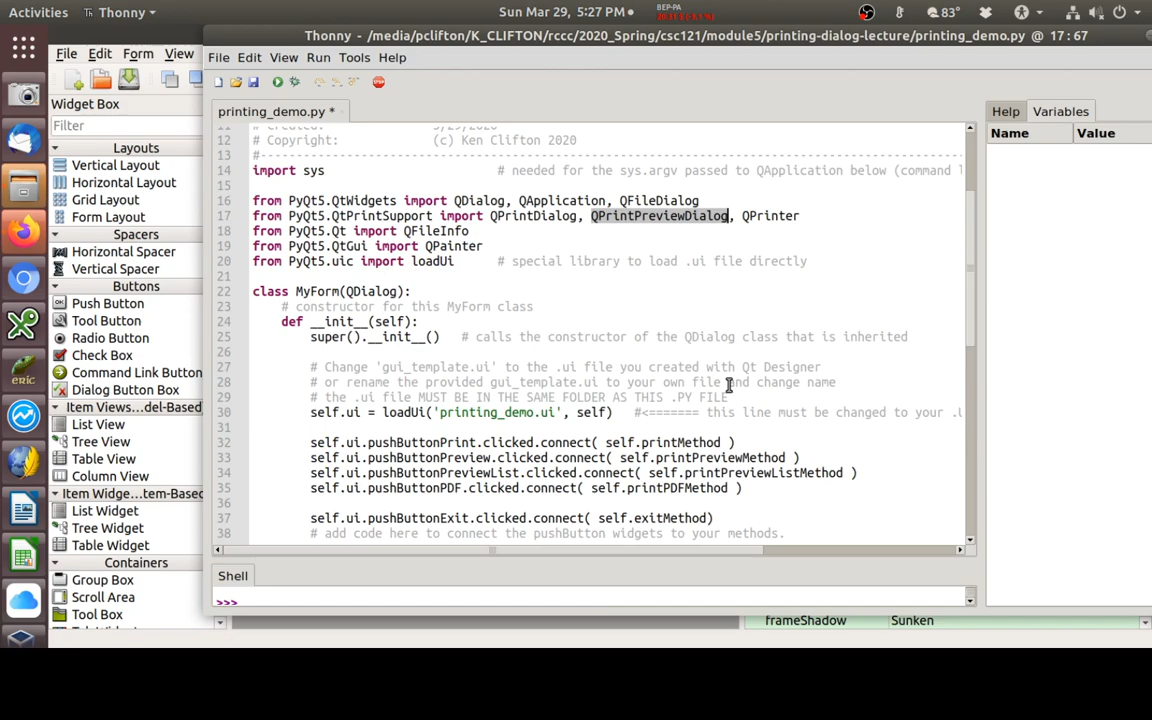 Activities
Thonny
Sun Mar 29, 5:27 PM
BEP-PA
83°
Thonny - /media/pclifton/K_CLIFTON/rccc/2020_Spring/csc121/module5/printing-dialog-lecture/printing_demo.py @ 17:67
File Edit Form View
File Edit View Run Tools Help
Widget Box
Filter
Layouts
Vertical Layout
Horizontal Layout
Grid Layout
Form Layout
Spacers
Horizontal Spacer
Vertical Spacer
Buttons
Push Button
Tool Button
Radio Button
Check Box
Command Link Button
Dialog Button Box
Item Views...del-Based)
List View
Tree View
Table View
Column View
Item Widge...tem-Based)
List Widget
Tree Widget
Table Widget
Containers
Group Box
Scroll Area
Tool Box
eric
printing_demo.py *
12 # Copyright: (c) Ken Clifton 2020
13 #----------------------------------------------------------------
14 import sys # needed for the sys.argv passed to QApplication below (command l
15
16 from PyQt5.QtWidgets import QDialog, QApplication, QFileDialog
17 from PyQt5.QtPrintSupport import QPrintDialog, QPrintPreviewDialog, QPrinter
18 from PyQt5.Qt import QFileInfo
19 from PyQt5.QtGui import QPainter
20 from PyQt5.uic import loadUi # special library to load .ui file directly
21
22 class MyForm(QDialog):
23 # constructor for this MyForm class
24 def __init__(self):
25 super().__init__() # calls the constructor of the QDialog class that is inherited
26
27 # Change 'gui_template.ui' to the .ui file you created with Qt Designer
28 # or rename the provided gui_template.ui to your own file and change name
29 # the .ui file MUST BE IN THE SAME FOLDER AS THIS .PY FILE
30 self.ui = loadUi('printing_demo.ui', self) #<======= this line must be changed to your .u
31
32 self.ui.pushButtonPrint.clicked.connect( self.printMethod )
33 self.ui.pushButtonPreview.clicked.connect( self.printPreviewMethod )
34 self.ui.pushButtonPreviewList.clicked.connect( self.printPreviewListMethod )
35 self.ui.pushButtonPDF.clicked.connect( self.printPDFMethod )
36
37 self.ui.pushButtonExit.clicked.connect( self.exitMethod)
38 # add code here to connect the pushButton widgets to your methods.
Shell
>>>
Help Variables
Name Value
frameShadow Sunken